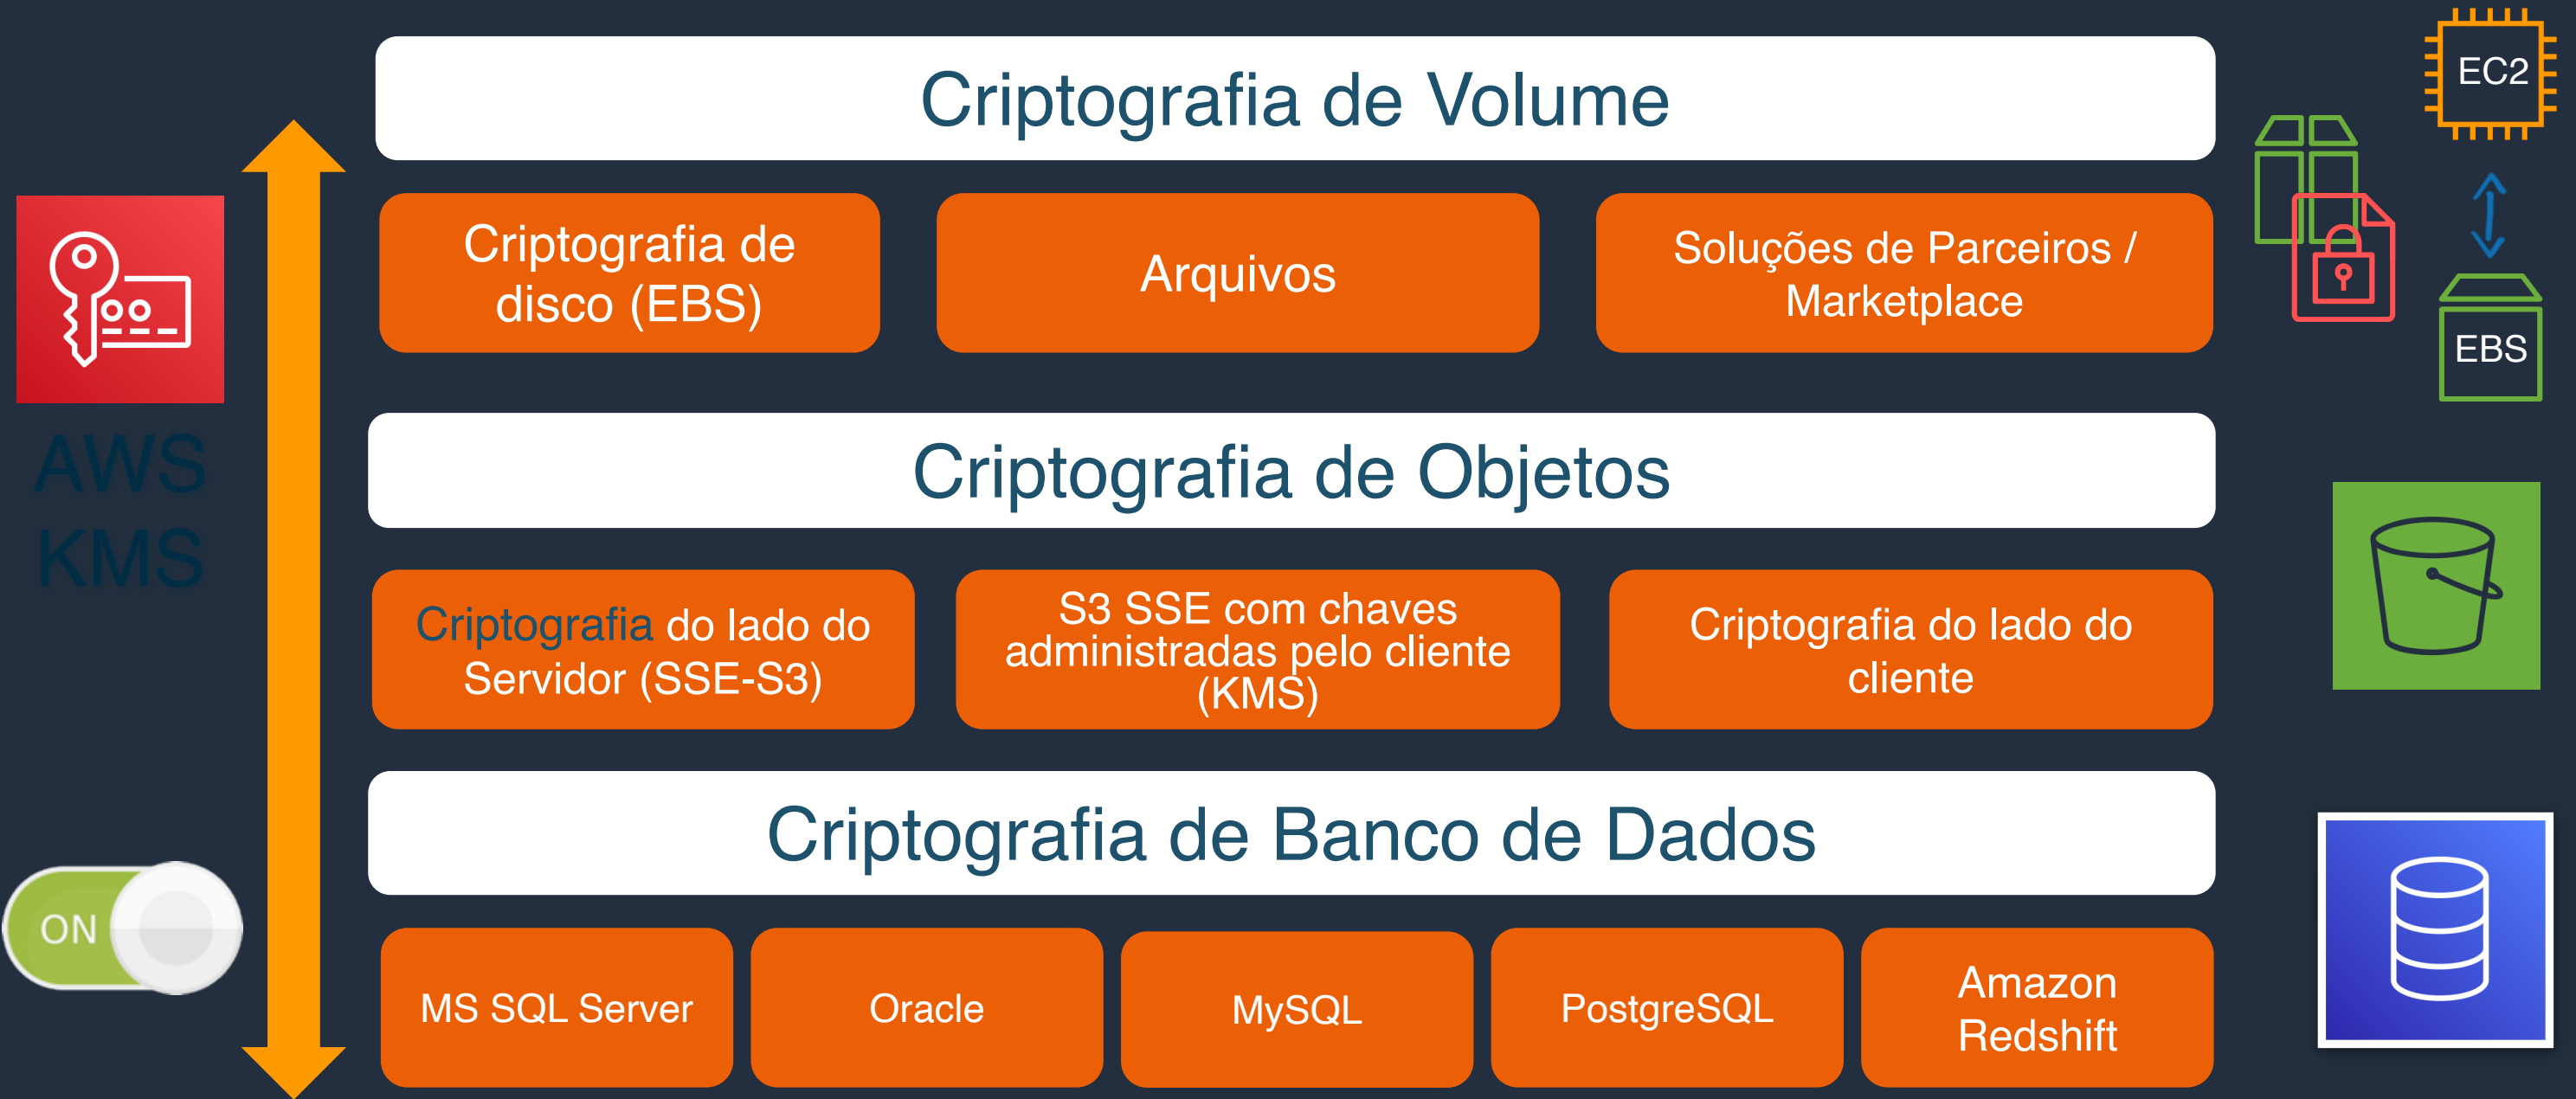 Criptografia de Volume
EC2
Criptografia de
disco (EBS)
Arquivos
Soluções de Parceiros /
Marketplace
EBS
AWS
KMS
Criptografia de Objetos
Criptografia do lado do
Servidor (SSE-S3)
S3 SSE com chaves
administradas pelo cliente
(KMS)
Criptografia do lado do
cliente
Criptografia de Banco de Dados
ON
MS SQL Server
Oracle
MySQL
PostgreSQL
Amazon
Redshift